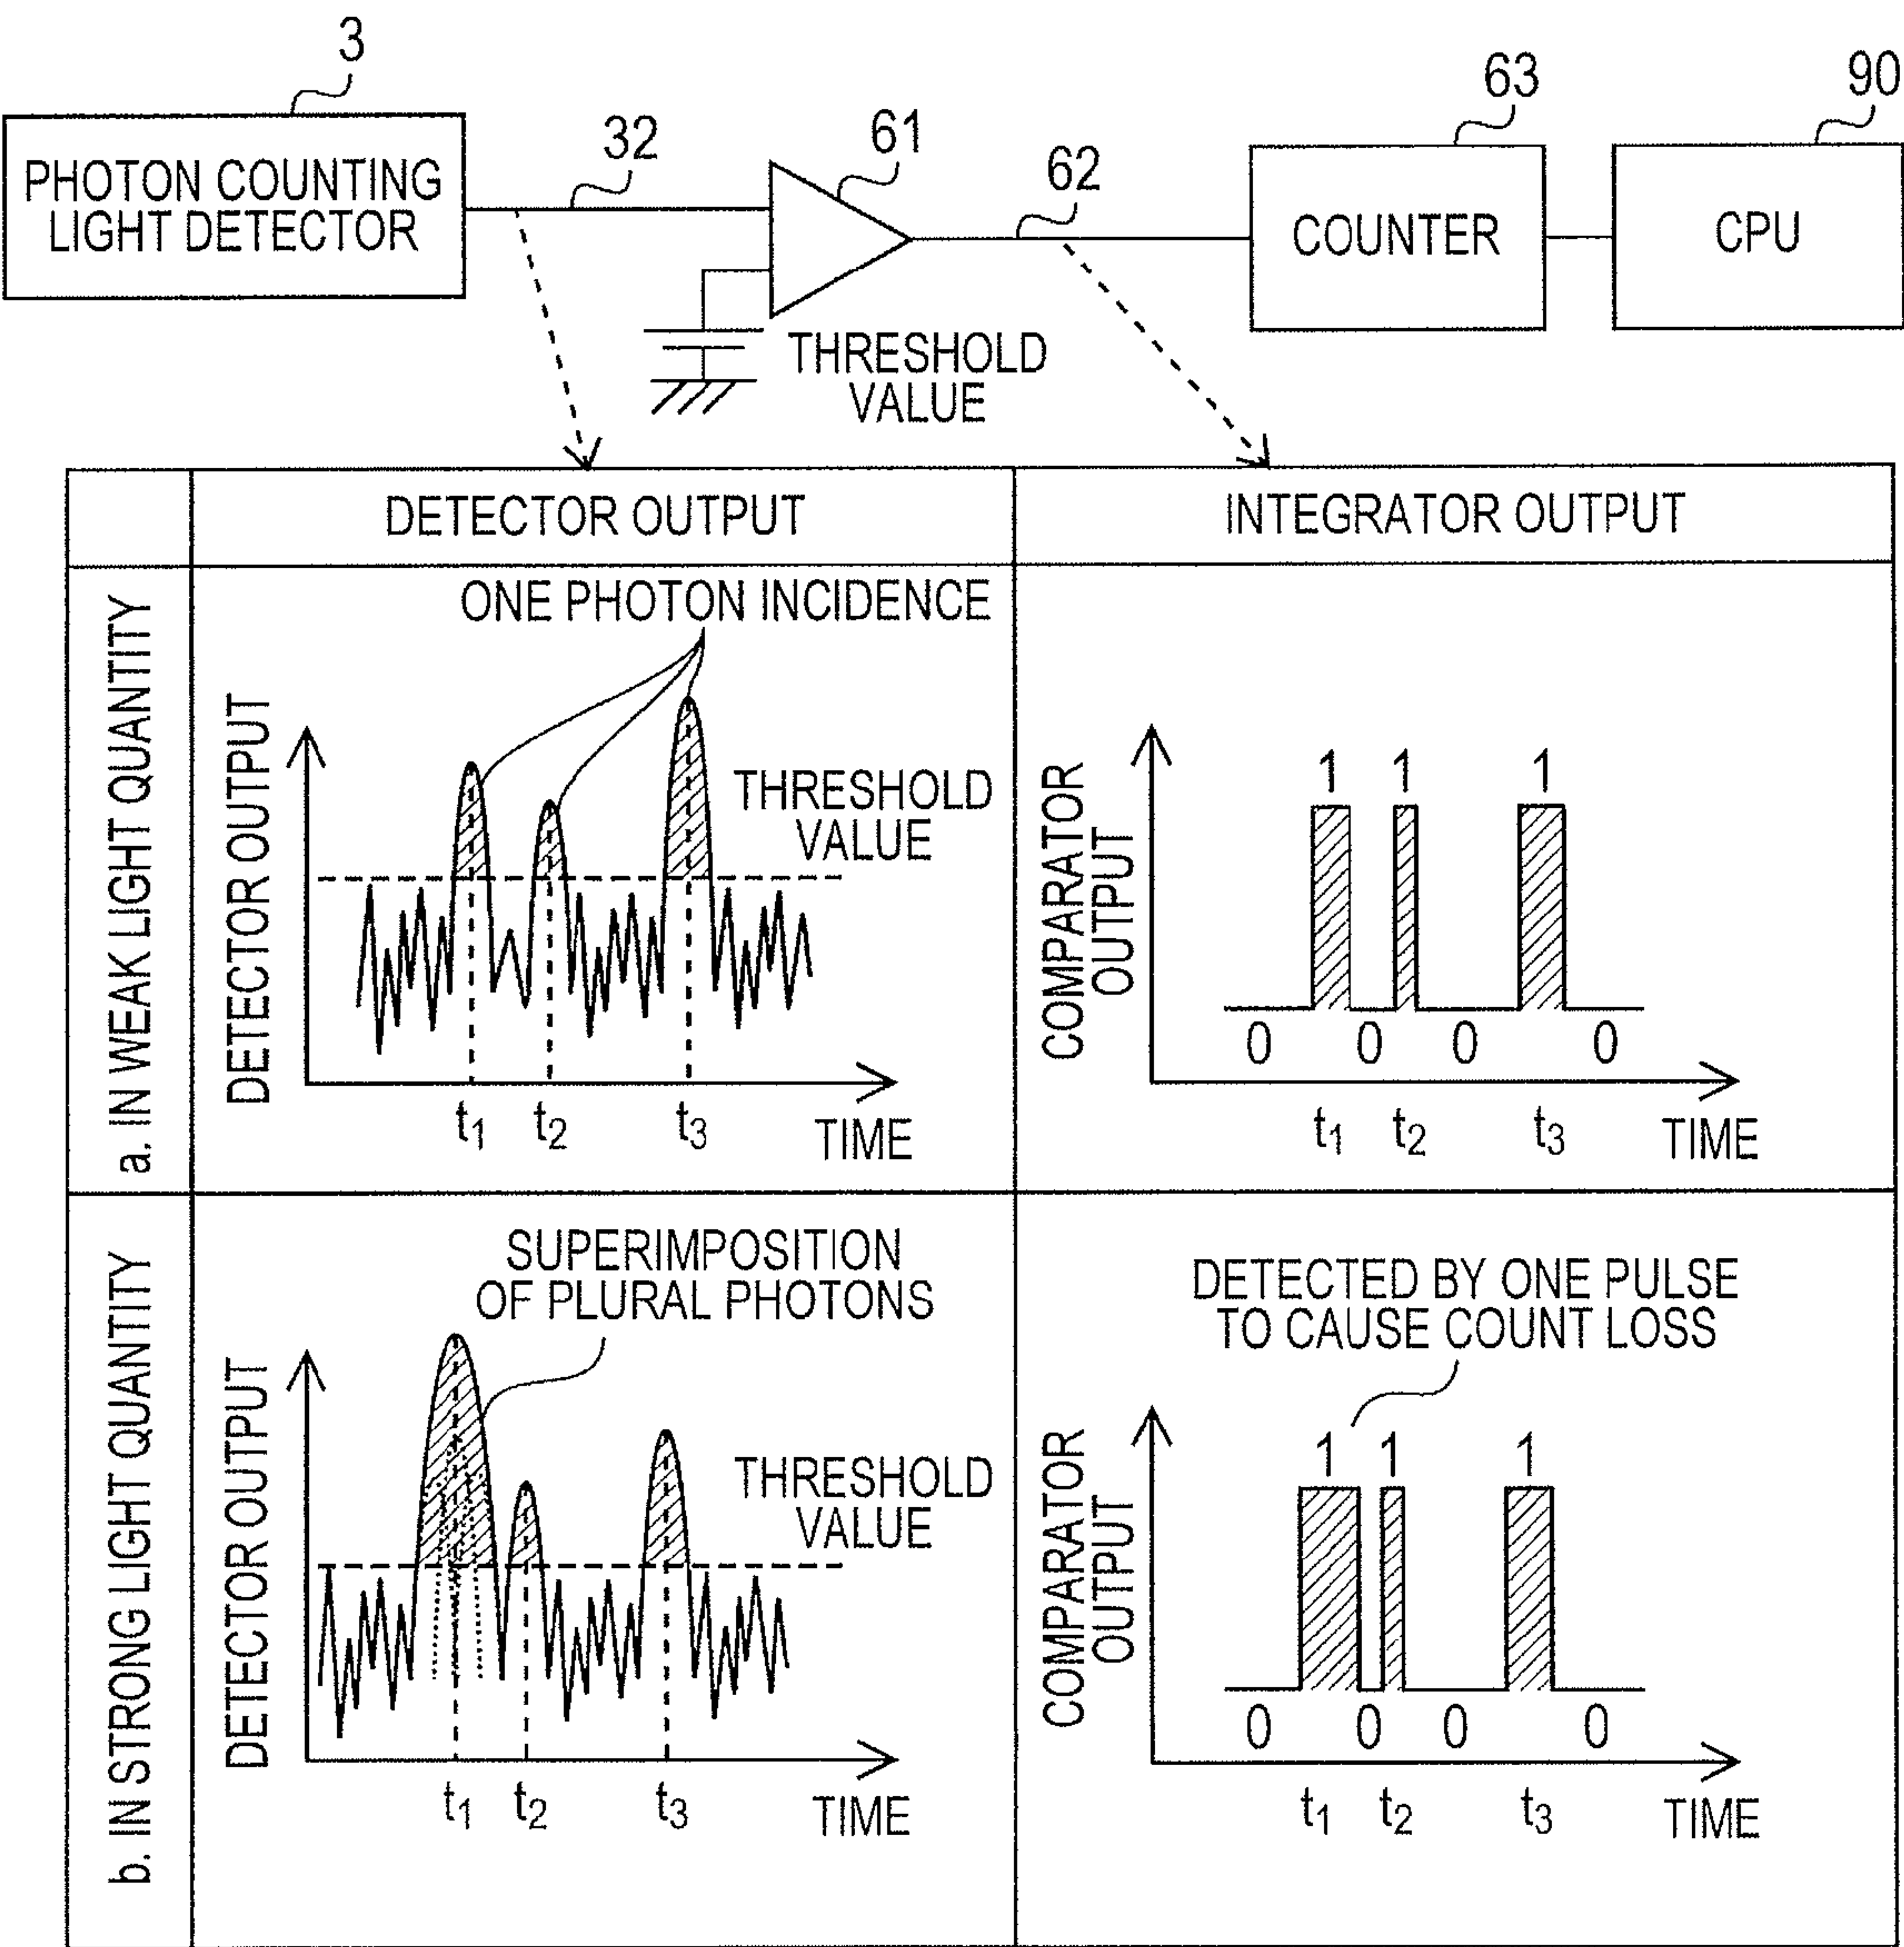 3
32
61
62
63
90
PHOTON COUNTING
LIGHT DETECTOR
COUNTER
CPU
THRESHOLD
VALUE
DETECTOR OUTPUT
INTEGRATOR OUTPUT
a. IN WEAK LIGHT QUANTITY
ONE PHOTON INCIDENCE
DETECTOR OUTPUT
THRESHOLD
VALUE
t1 t2 t3 TIME
COMPARATOR
OUTPUT
1 1 1
0 0 0 0
t1 t2 t3 TIME
b. IN STRONG LIGHT QUANTITY
SUPERIMPOSITION
OF PLURAL PHOTONS
DETECTOR OUTPUT
THRESHOLD
VALUE
t1 t2 t3 TIME
DETECTED BY ONE PULSE
TO CAUSE COUNT LOSS
COMPARATOR
OUTPUT
1 1 1
0 0 0 0
t1 t2 t3 TIME